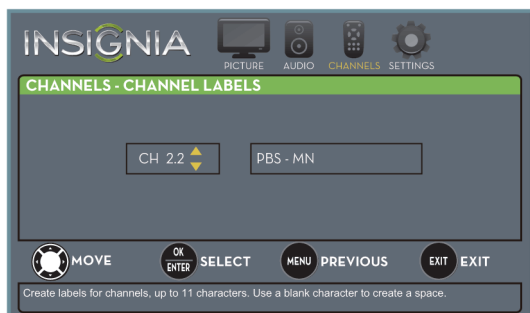 INSIGNIA
PICTURE AUDIO CHANNELS SETTINGS
CHANNELS - CHANNEL LABELS
CH 2.2 PBS - MN
MOVE OK ENTER SELECT MENU PREVIOUS EXIT EXIT
Create labels for channels, up to 11 characters. Use a blank character to create a space.